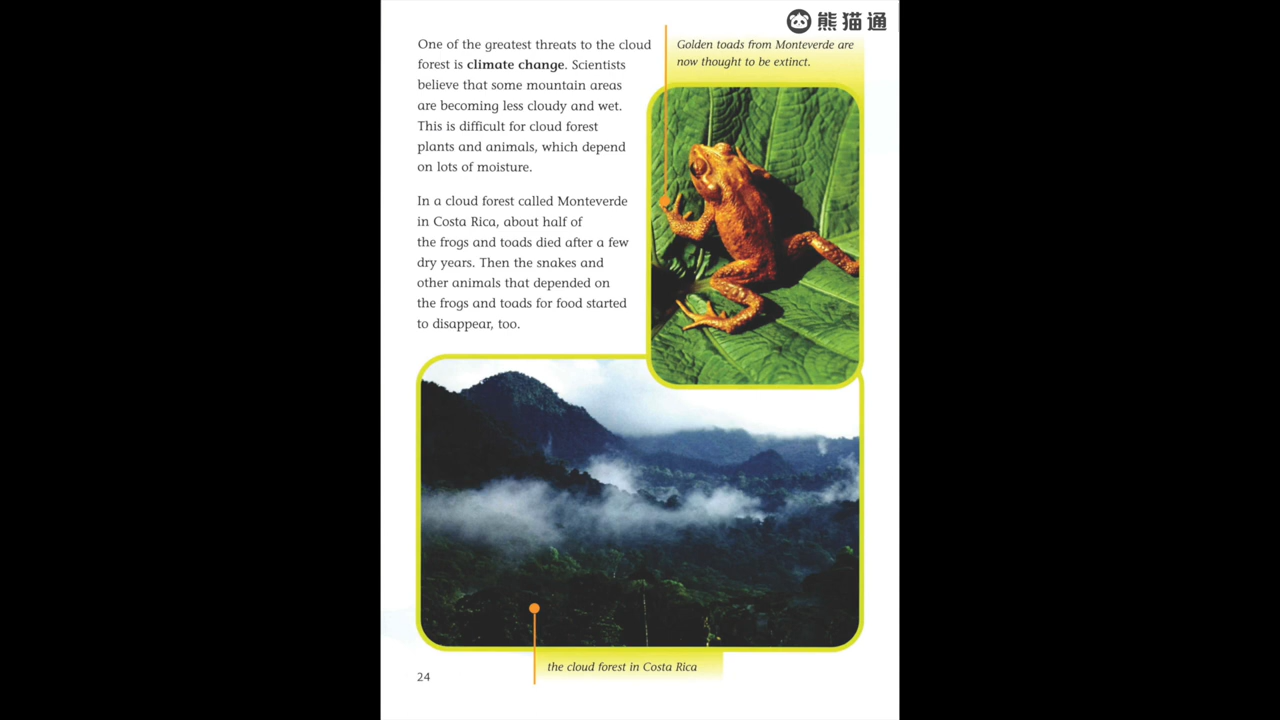 熊猫通
One of the greatest threats to the cloud
forest is climate change. Scientists
believe that some mountain areas
are becoming less cloudy and wet.
This is difficult for cloud forest
plants and animals, which depend
on lots of moisture.
In a cloud forest called Monteverde
in Costa Rica, about half of
the frogs and toads died after a few
dry years. Then the snakes and
other animals that depended on
the frogs and toads for food started
to disappear, too.
Golden toads from Monteverde are
now thought to be extinct.
the cloud forest in Costa Rica
24